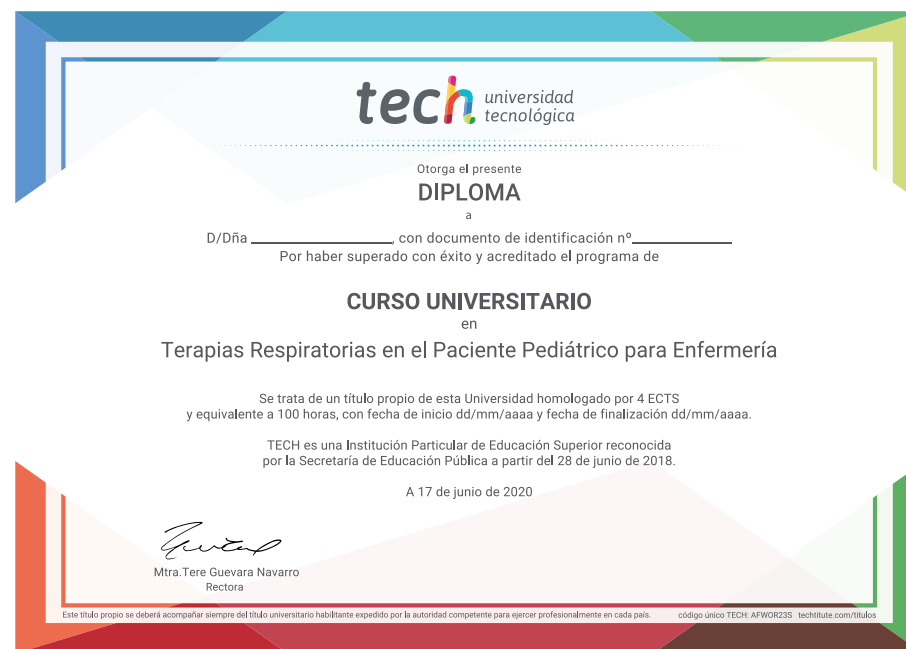 tech universidad
tecnológica
Otorga el presente
DIPLOMA
a
D/Dña ________________, con documento de identificación nº____________
Por haber superado con éxito y acreditado el programa de
CURSO UNIVERSITARIO
en
Terapias Respiratorias en el Paciente Pediátrico para Enfermería
Se trata de un título propio de esta Universidad homologado por 4 ECTS
y equivalente a 100 horas, con fecha de inicio dd/mm/aaaa y fecha de finalización dd/mm/aaaa.
TECH es una Institución Particular de Educación Superior reconocida
por la Secretaría de Educación Pública a partir del 28 de junio de 2018.
A 17 de junio de 2020
Mtra.Tere Guevara Navarro
Rectora
Este título propio se deberá acompañar siempre del título universitario habilitante expedido por la autoridad competente para ejercer profesionalmente en cada país. código único TECH: AFWOR23S techtitute.com/titulos